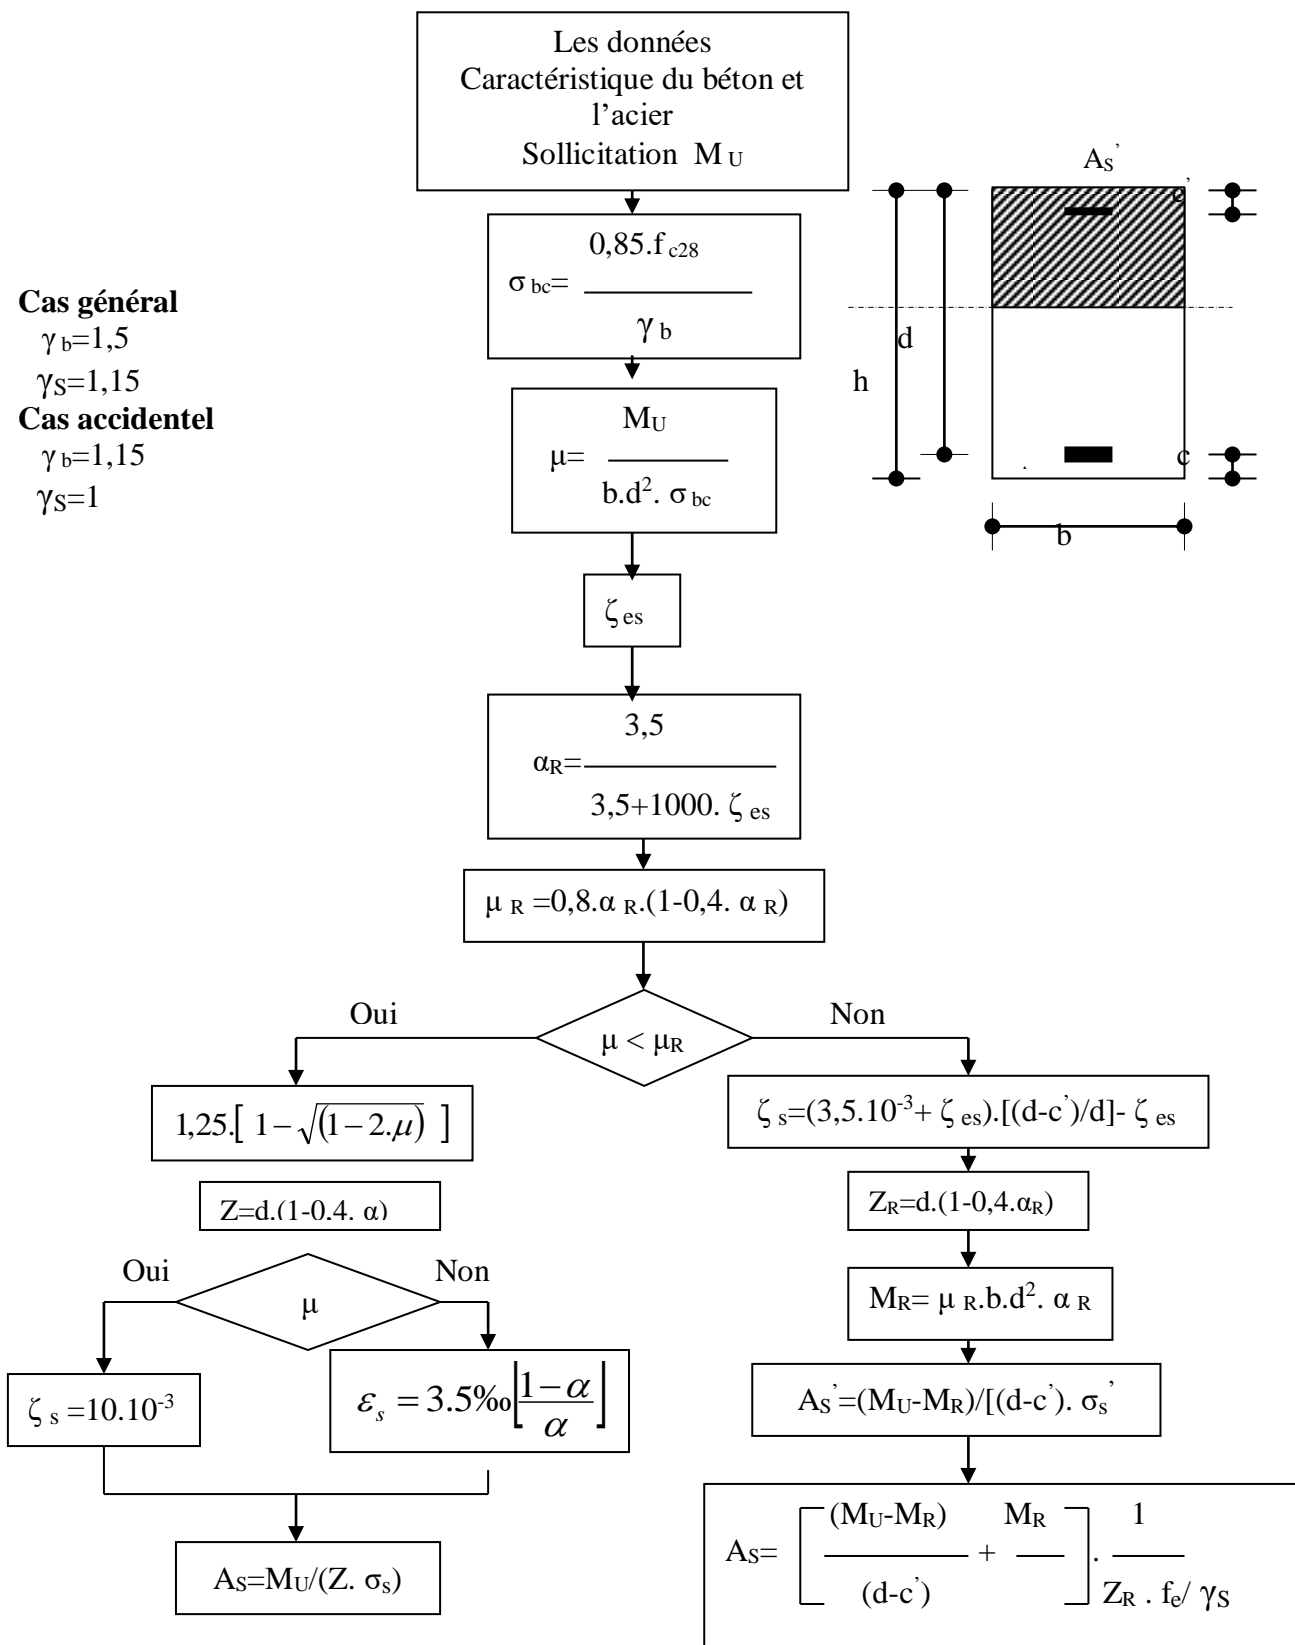 Les données
Caractéristique du béton et
l’acier
Sollicitation M U
0,85.f c28
σ bc=
γ b
Cas général
γ b=1,5
γS=1,15
Cas accidentel
γ b=1,15
γS=1
MU
μ=
b.d². σ bc
ζ es
3,5
αR=
3,5+1000. ζ es
μ R =0,8.α R.(1-0,4. α R)
AS’
c’
d
h
c
b
μ < μR
Oui
Non
1,25.[ 1−√(1−2.μ) ]
Z=d.(1-0,4. α)
Oui
Non
μ
ζ s =10.10-3
εs = 3.5‰[(1−α)/α]
AS=MU/(Z. σs)
ζ s=(3,5.10-3+ ζ es).[(d-c’)/d]- ζ es
ZR=d.(1-0,4.αR)
MR= μ R.b.d². α R
AS’=(MU-MR)/[(d-c’). σs’
(MU-MR) MR 1
AS= + .
(d-c’) ZR . fe/ γS